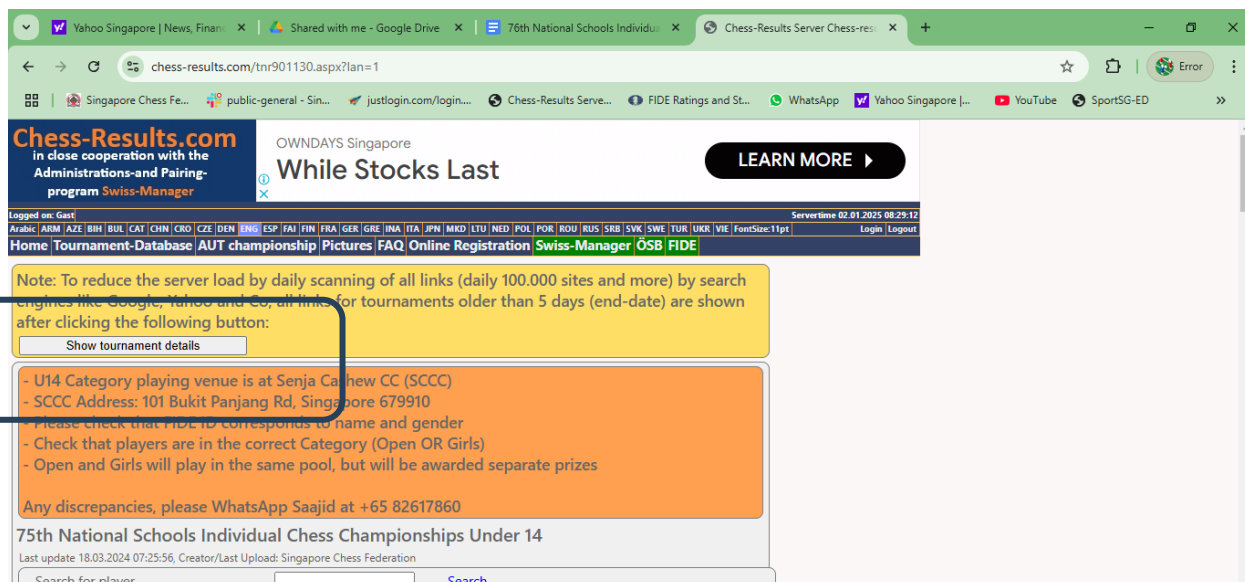 Yahoo Singapore | News, Financ
Shared with me - Google Drive
76th National Schools Individua
Chess-Results Server Chess-resu
chess-results.com/tnr901130.aspx?lan=1
Error
Singapore Chess Fe...
public-general - Sin...
justlogin.com/login....
Chess-Results Serve...
FIDE Ratings and St...
WhatsApp
Yahoo Singapore |...
YouTube
SportSG-ED
Chess-Results.com
in close cooperation with the
Administrations-and Pairing-
program Swiss-Manager
OWNDAYS Singapore
While Stocks Last
LEARN MORE
Logged on: Gast
Servertime 02.01.2025 08:29:12
Arabic ARM AZE BIH BUL CAT CHN CRO CZE DEN ENG ESP FAI FIN FRA GER GRE INA ITA JPN MKD LTU NED POL POR ROU RUS SRB SVK SWE TUR UKR VIE FontSize:11pt
Login Logout
Home Tournament-Database AUT championship Pictures FAQ Online Registration Swiss-Manager ÖSB FIDE
Note: To reduce the server load by daily scanning of all links (daily 100.000 sites and more) by search
engines like Google, Yahoo and Co, all links for tournaments older than 5 days (end-date) are shown
after clicking the following button:
Show tournament details
- U14 Category playing venue is at Senja Cashew CC (SCCC)
- SCCC Address: 101 Bukit Panjang Rd, Singapore 679910
- Please check that FIDE ID corresponds to name and gender
- Check that players are in the correct Category (Open OR Girls)
- Open and Girls will play in the same pool, but will be awarded separate prizes
Any discrepancies, please WhatsApp Saajid at +65 82617860
75th National Schools Individual Chess Championships Under 14
Last update 18.03.2024 07:25:56, Creator/Last Upload: Singapore Chess Federation
Search for player
Search